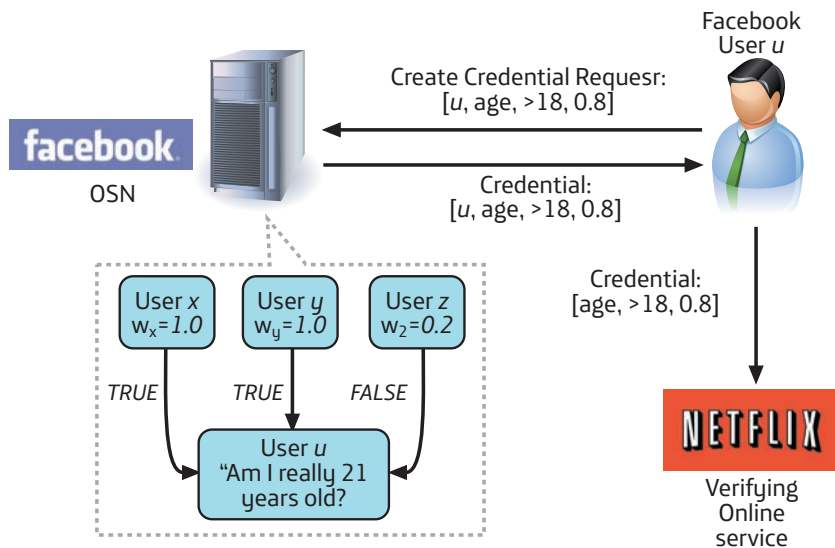 Facebook
User u
Create Credential Requesr:
[u, age, >18, 0.8]
facebook.
OSN
Credential:
[u, age, >18, 0.8]
Credential:
[age, >18, 0.8]
User x
wx=1.0
User y
wy=1.0
User z
w2=0.2
TRUE
TRUE
FALSE
User u
“Am I really 21
years old?
NETFLIX
Verifying
Online
service